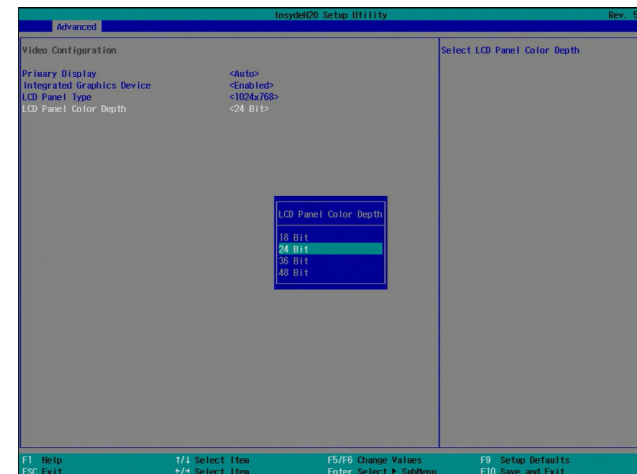 InsydeH20 Setup Utility Rev. 5
Advanced
Video Configuration
Select LCD Panel Color Depth
Primary Display <Auto>
Integrated Graphics Device <Enabled>
LCD Panel Type <1024x768>
LCD Panel Color Depth <24 Bit>
LCD Panel Color Depth
18 Bit
24 Bit
36 Bit
48 Bit
F1 Help ↑/↓ Select Item F5/F6 Change Values F9 Setup Defaults
ESC Exit ←/→ Select Item Enter Select ▶ SubMenu F10 Save and Exit